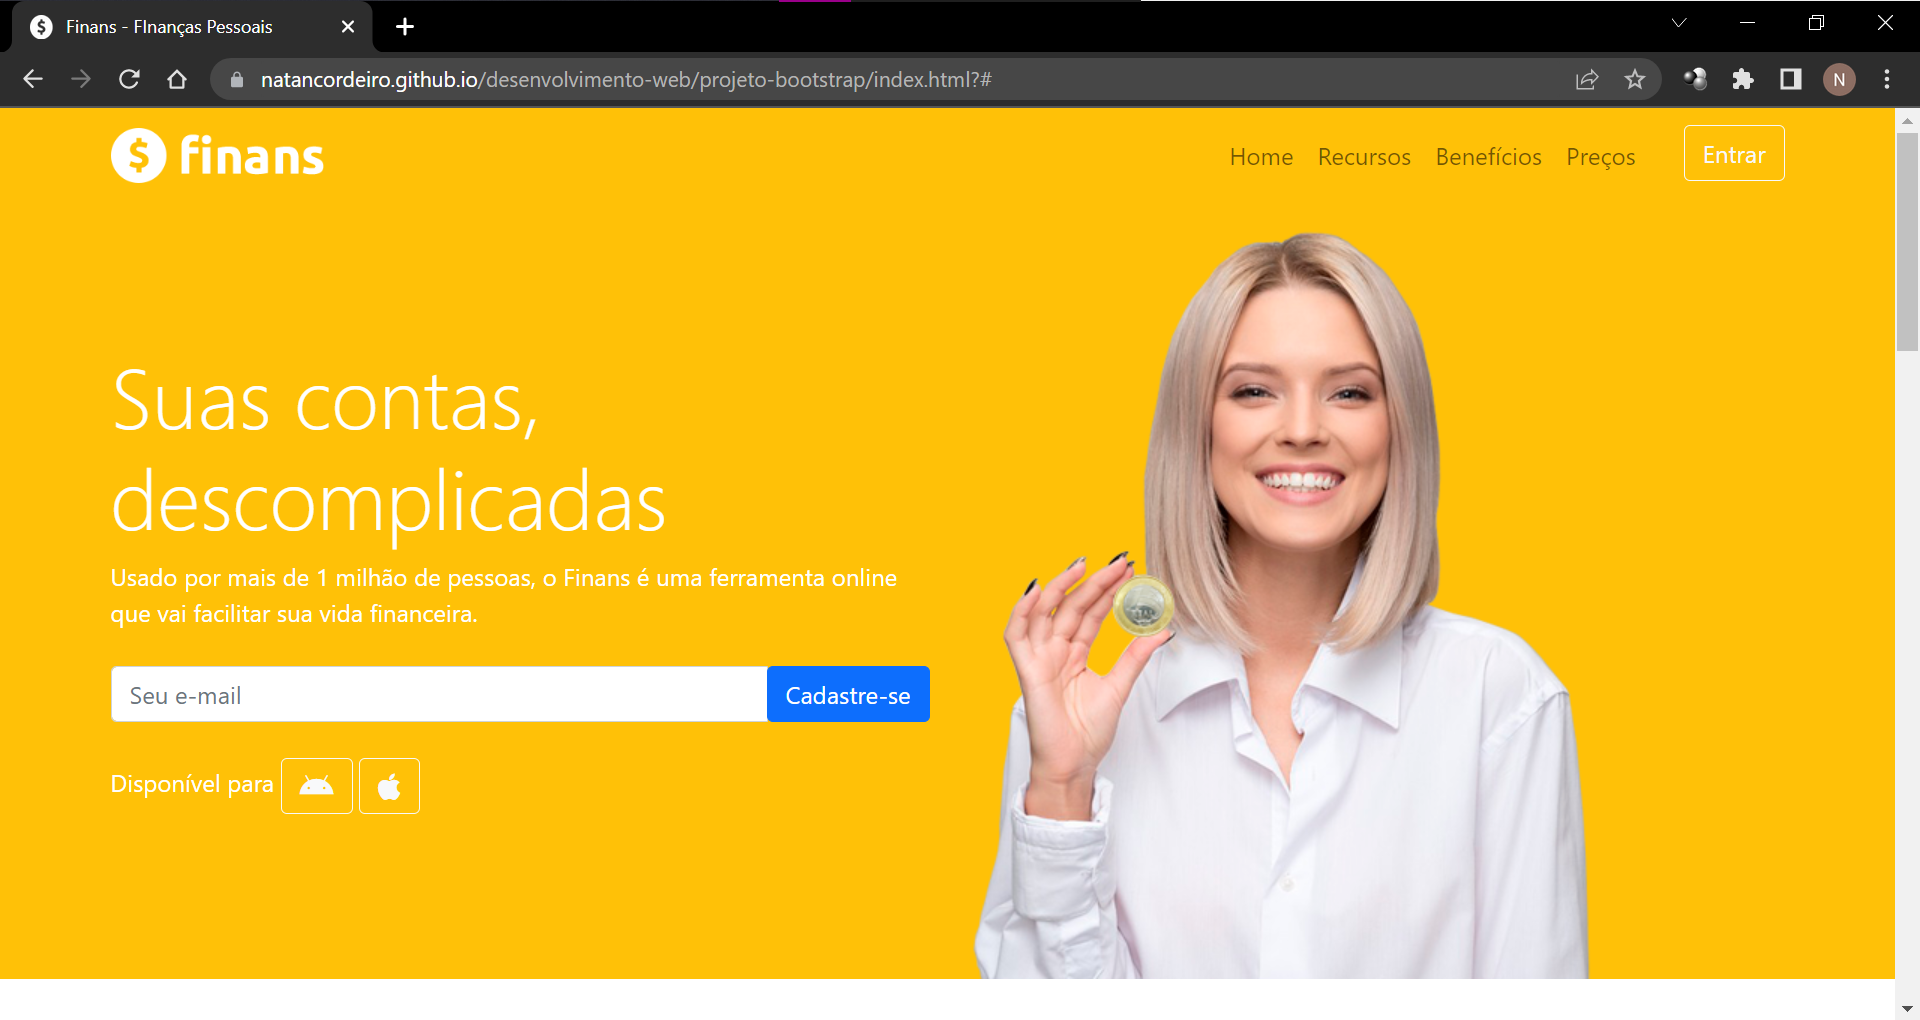 Finans - FInanças Pessoais
natancordeiro.github.io/desenvolvimento-web/projeto-bootstrap/index.html?#
N
$ finans
Home Recursos Benefícios Preços Entrar
Suas contas,
descomplicadas
Usado por mais de 1 milhão de pessoas, o Finans é uma ferramenta online
que vai facilitar sua vida financeira.
Seu e-mail Cadastre-se
Disponível para